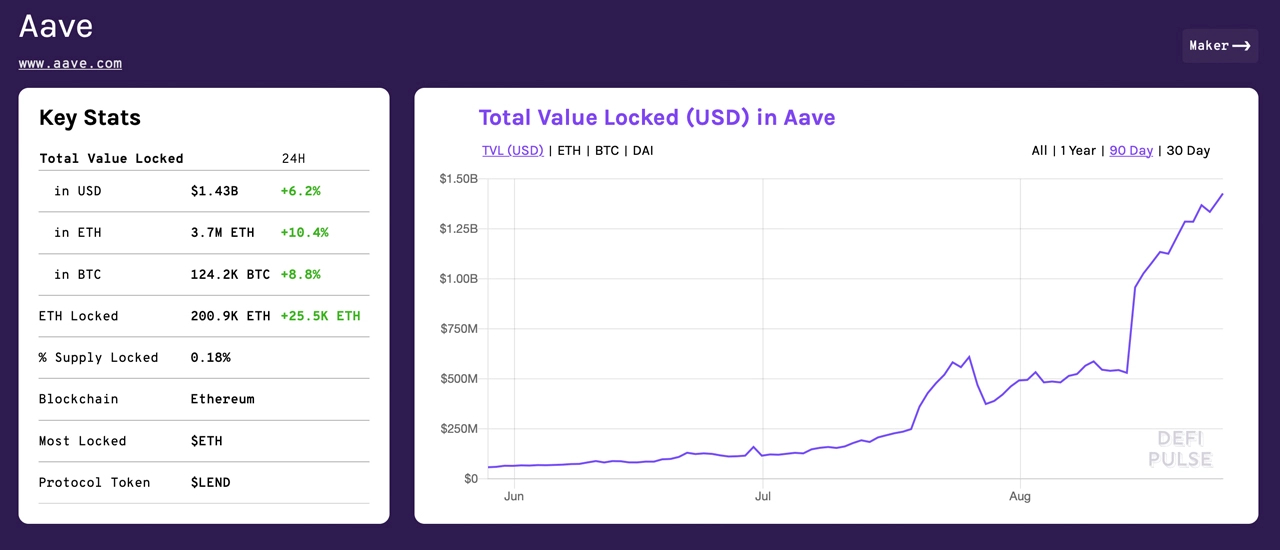 Aave
www.aave.com
Maker→
Key Stats
Total Value Locked 24H
in USD $1.43B +6.2%
in ETH 3.7M ETH +10.4%
in BTC 124.2K BTC +8.8%
ETH Locked 200.9K ETH +25.5K ETH
% Supply Locked 0.18%
Blockchain Ethereum
Most Locked $ETH
Protocol Token $LEND
Total Value Locked (USD) in Aave
TVL (USD) | ETH | BTC | DAI
All | 1 Year | 90 Day | 30 Day
$1.50B
$1.25B
$1.00B
$750M
$500M
$250M
$0
Jun Jul Aug
DEFI
PULSE